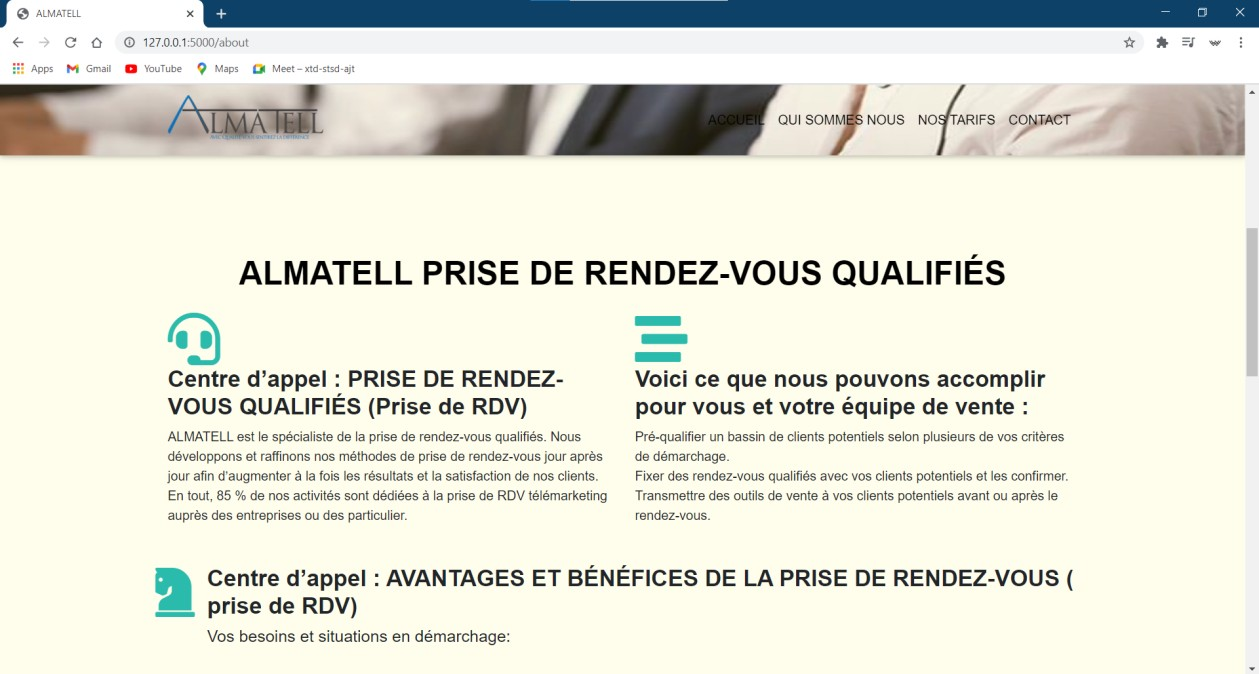 ALMATELL
127.0.0.1:5000/about
Apps Gmail YouTube Maps Meet – xtd-stsd-ajt
ALMATELL
ACCUEIL QUI SOMMES NOUS NOS TARIFS CONTACT
ALMATELL PRISE DE RENDEZ-VOUS QUALIFIÉS
Centre d’appel : PRISE DE RENDEZ-
VOUS QUALIFIÉS (Prise de RDV)
ALMATELL est le spécialiste de la prise de rendez-vous qualifiés. Nous
développons et raffinons nos méthodes de prise de rendez-vous jour après
jour afin d’augmenter à la fois les résultats et la satisfaction de nos clients.
En tout, 85 % de nos activités sont dédiées à la prise de RDV télémarketing
auprès des entreprises ou des particulier.
Voici ce que nous pouvons accomplir
pour vous et votre équipe de vente :
Pré-qualifier un bassin de clients potentiels selon plusieurs de vos critères
de démarchage.
Fixer des rendez-vous qualifiés avec vos clients potentiels et les confirmer.
Transmettre des outils de vente à vos clients potentiels avant ou après le
rendez-vous.
Centre d’appel : AVANTAGES ET BÉNÉFICES DE LA PRISE DE RENDEZ-VOUS (
prise de RDV)
Vos besoins et situations en démarchage: